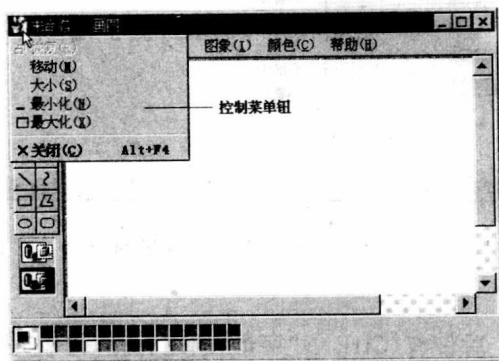 图象(I) 颜色(C) 帮助(H)
移动(M)
大小(S)
最小化(N)
最大化(X)
关闭(C) Alt+F4
控制菜单钮